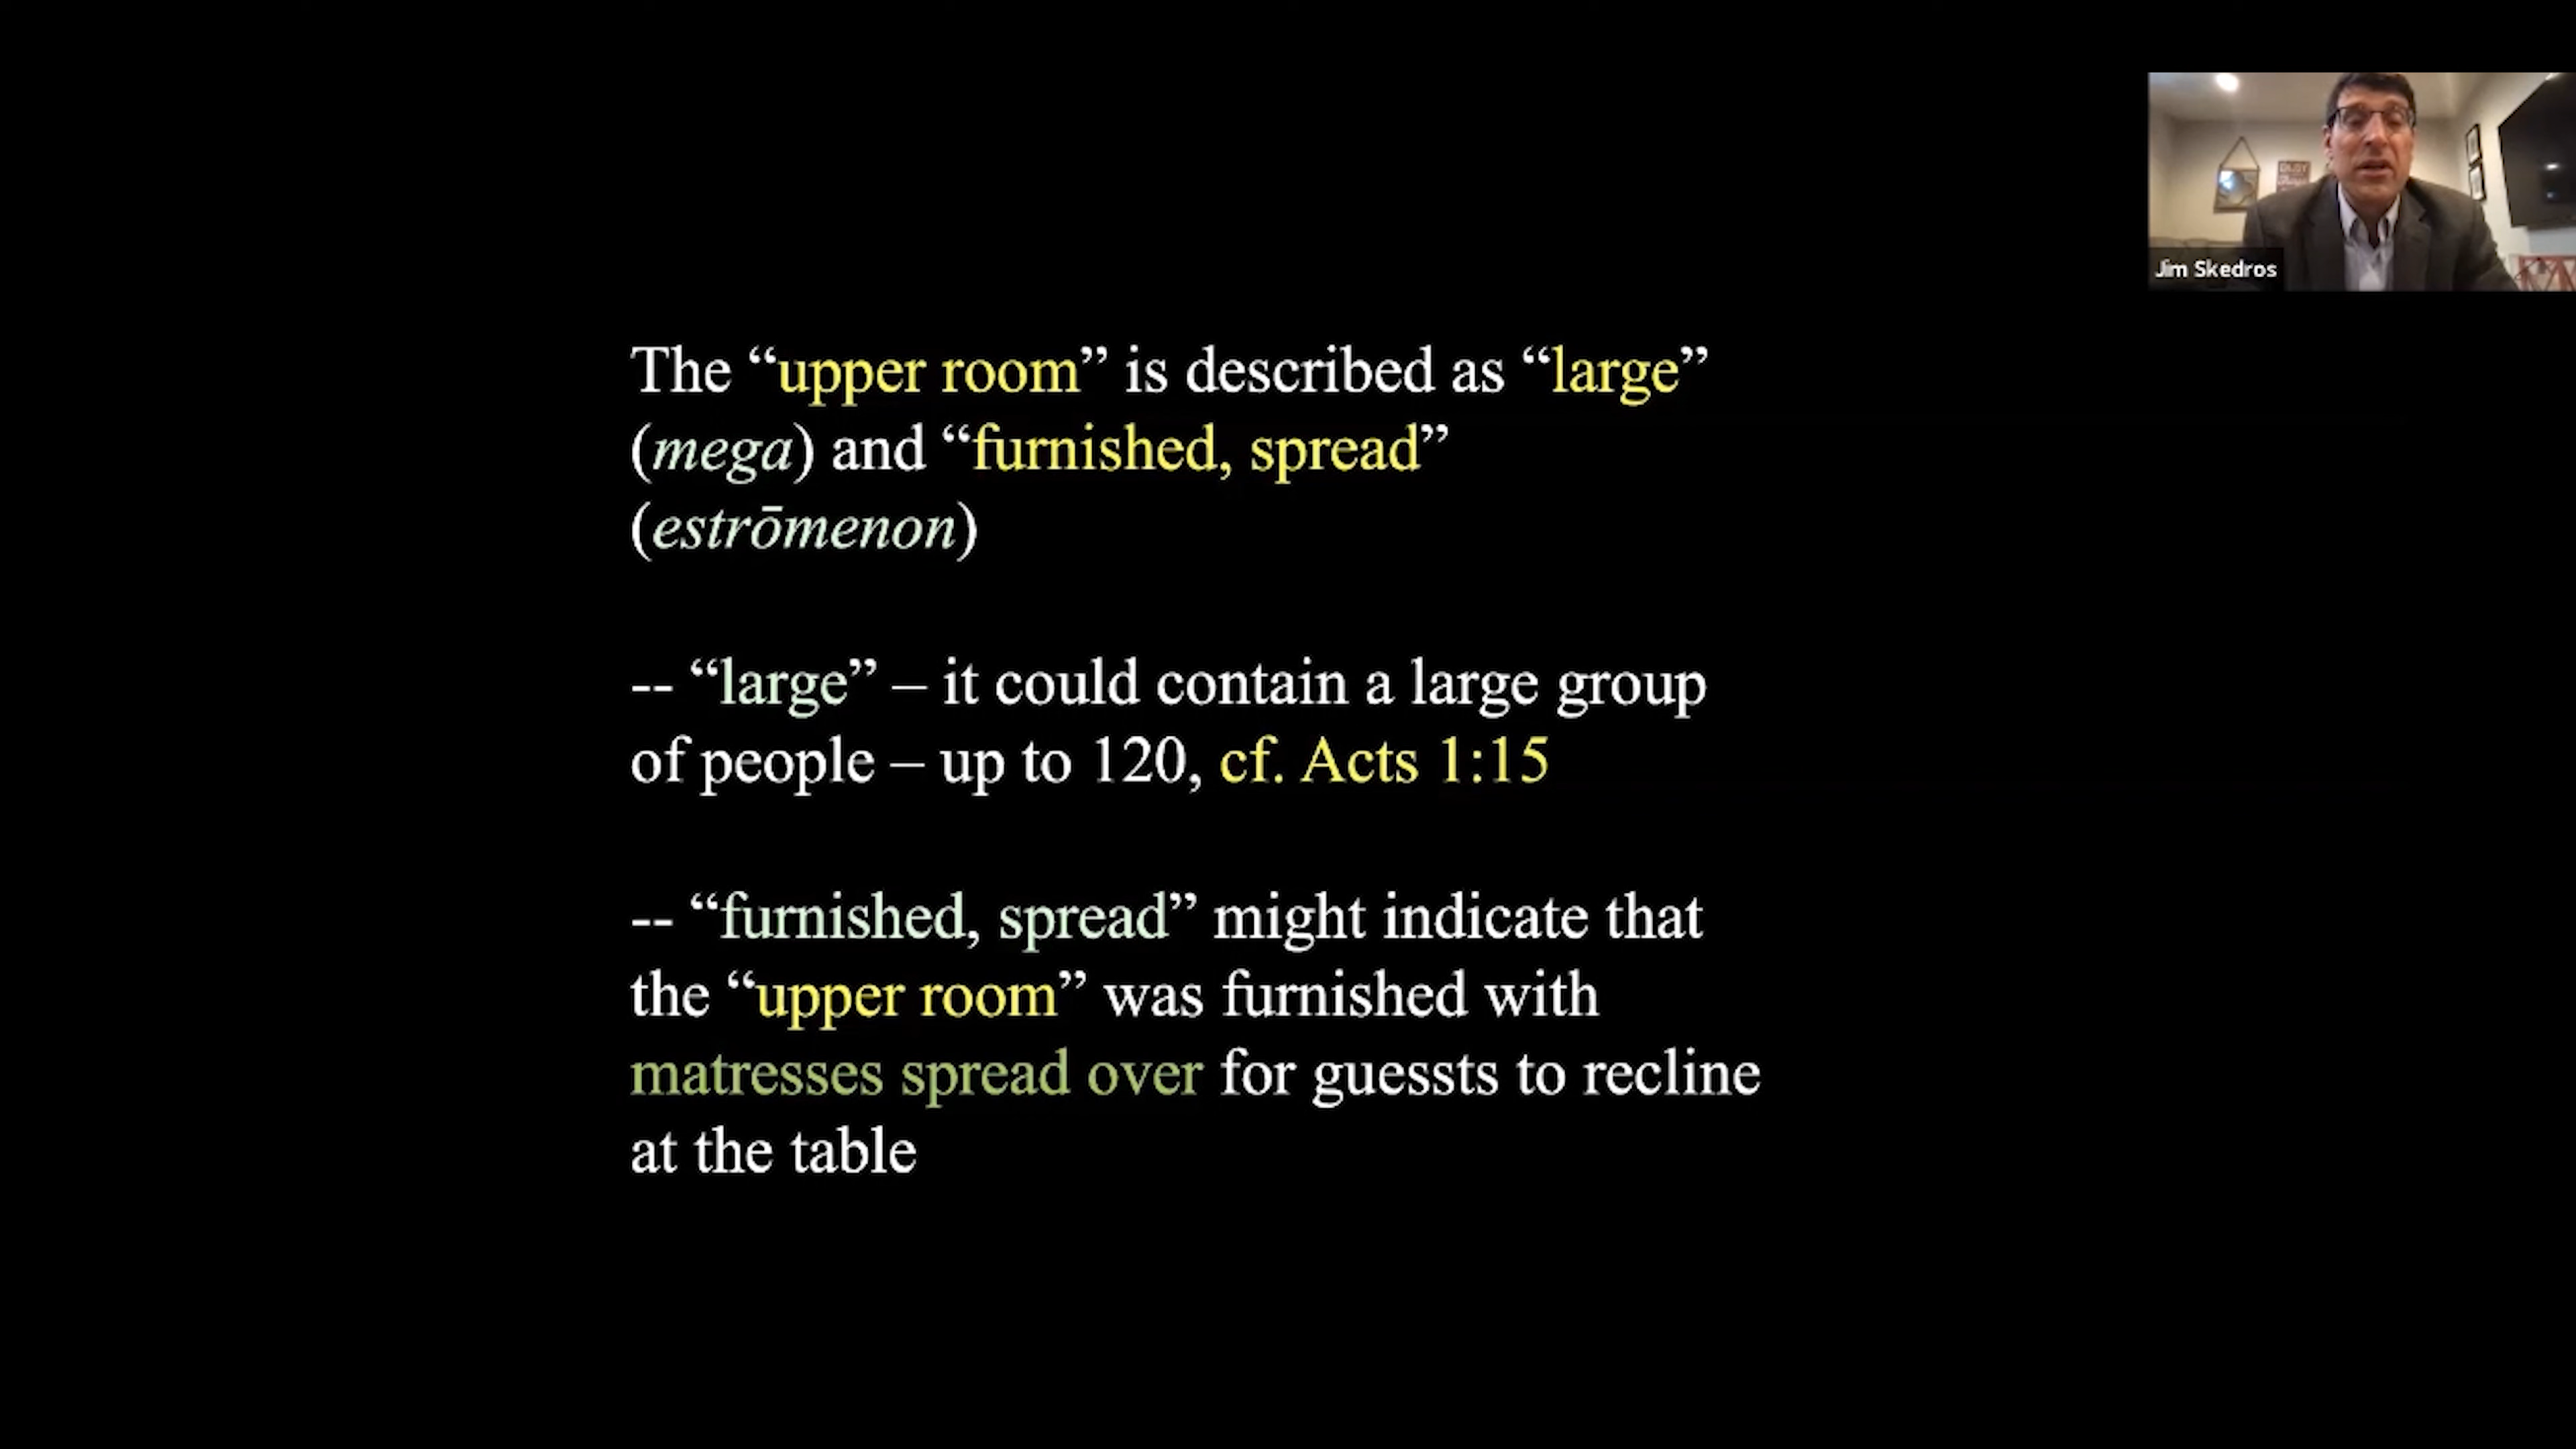 Jim Skedros
The “upper room” is described as “large”
(mega) and “furnished, spread”
(estrōmenon)
-- “large” – it could contain a large group
of people – up to 120, cf. Acts 1:15
-- “furnished, spread” might indicate that
the “upper room” was furnished with
matresses spread over for guessts to recline
at the table